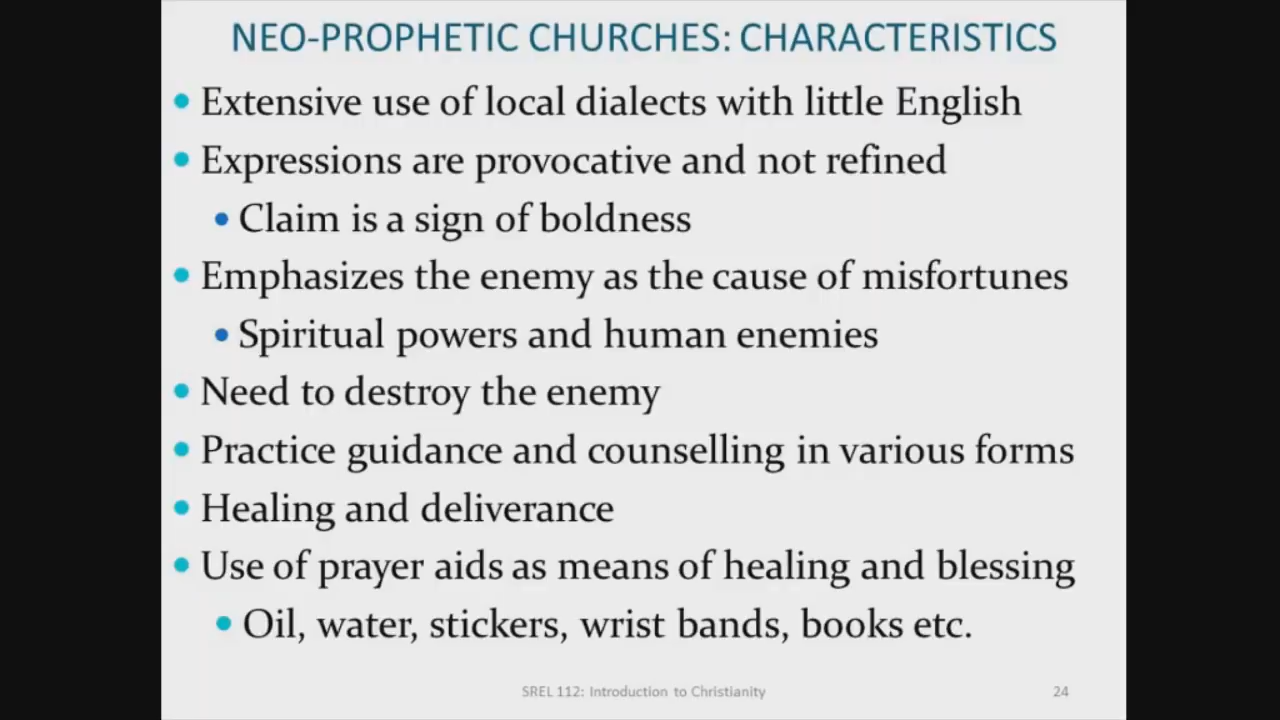 NEO-PROPHETIC CHURCHES: CHARACTERISTICS
• Extensive use of local dialects with little English
• Expressions are provocative and not refined
• Claim is a sign of boldness
• Emphasizes the enemy as the cause of misfortunes
• Spiritual powers and human enemies
• Need to destroy the enemy
• Practice guidance and counselling in various forms
• Healing and deliverance
• Use of prayer aids as means of healing and blessing
• Oil, water, stickers, wrist bands, books etc.
SREL 112: Introduction to Christianity 24